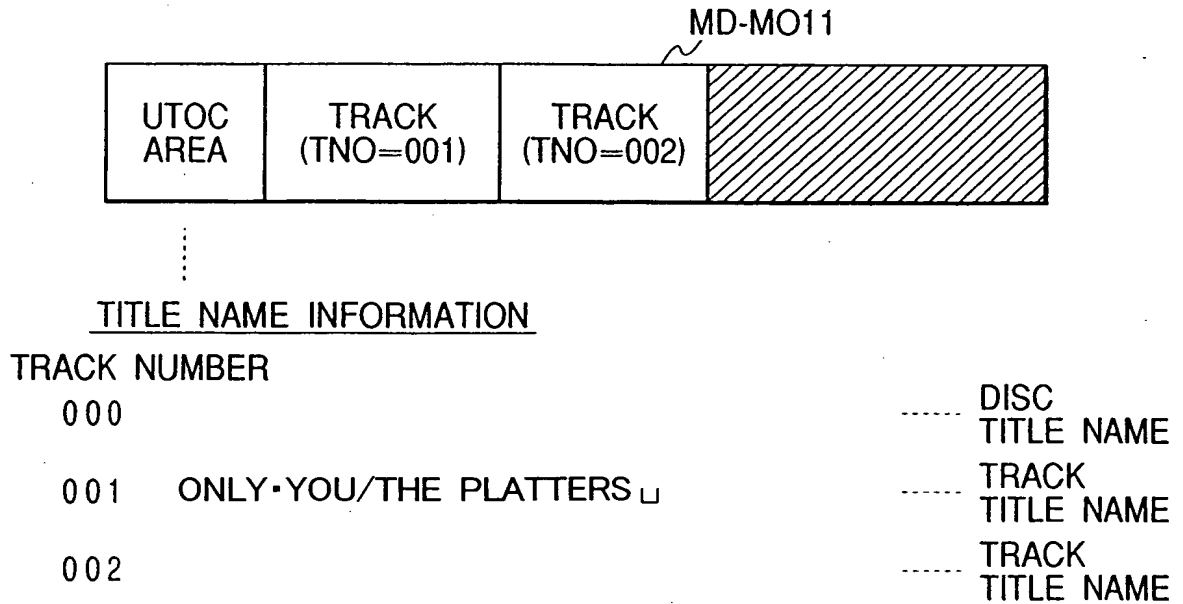 MD-MO11
UTOC AREA
TRACK (TNO=001)
TRACK (TNO=002)
TITLE NAME INFORMATION
TRACK NUMBER
000 ...... DISC TITLE NAME
001 ONLY·YOU/THE PLATTERS␣ ...... TRACK TITLE NAME
002 ...... TRACK TITLE NAME